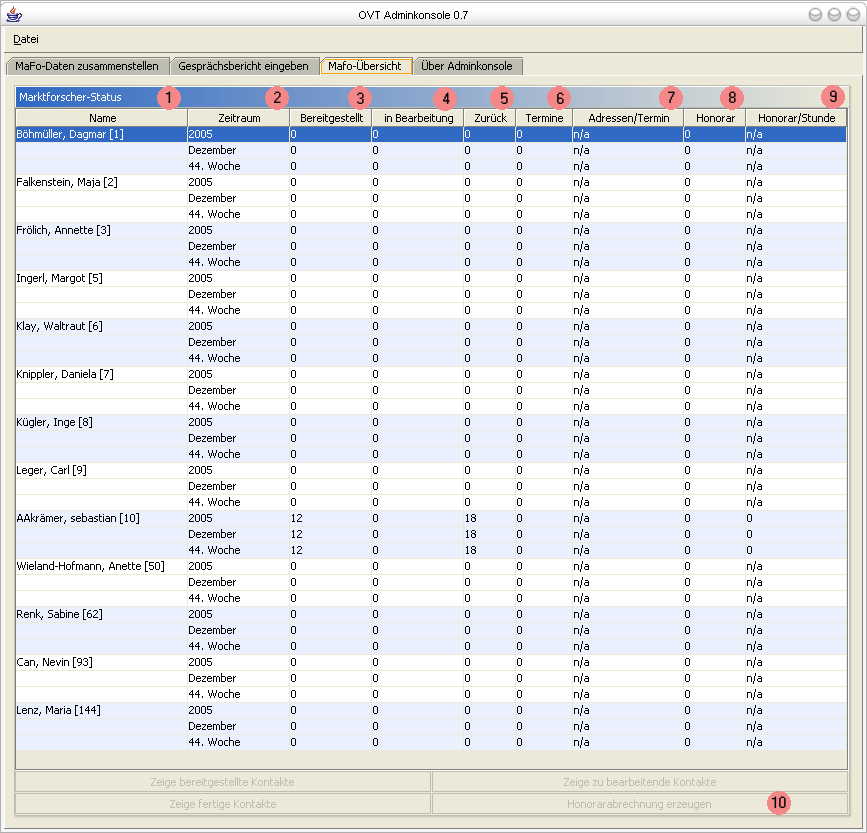 OVT Adminkonsole 0.7
Datei
MaFo-Daten zusammenstellen Gesprächsbericht eingeben Mafo-Übersicht Über Adminkonsole
Marktforscher-Status 1 2 3 4 5 6 7 8 9
Name Zeitraum Bereitgestellt in Bearbeitung Zurück Termine Adressen/Termin Honorar Honorar/Stunde
Böhmüller, Dagmar [1] 2005 0 0 0 0 n/a 0 n/a
Dezember 0 0 0 0 n/a 0 n/a
44. Woche 0 0 0 0 n/a 0 n/a
Falkenstein, Maja [2] 2005 0 0 0 0 n/a 0 n/a
Dezember 0 0 0 0 n/a 0 n/a
44. Woche 0 0 0 0 n/a 0 n/a
Frölich, Annette [3] 2005 0 0 0 0 n/a 0 n/a
Dezember 0 0 0 0 n/a 0 n/a
44. Woche 0 0 0 0 n/a 0 n/a
Ingerl, Margot [5] 2005 0 0 0 0 n/a 0 n/a
Dezember 0 0 0 0 n/a 0 n/a
44. Woche 0 0 0 0 n/a 0 n/a
Klay, Waltraut [6] 2005 0 0 0 0 n/a 0 n/a
Dezember 0 0 0 0 n/a 0 n/a
44. Woche 0 0 0 0 n/a 0 n/a
Knippler, Daniela [7] 2005 0 0 0 0 n/a 0 n/a
Dezember 0 0 0 0 n/a 0 n/a
44. Woche 0 0 0 0 n/a 0 n/a
Kügler, Inge [8] 2005 0 0 0 0 n/a 0 n/a
Dezember 0 0 0 0 n/a 0 n/a
44. Woche 0 0 0 0 n/a 0 n/a
Leger, Carl [9] 2005 0 0 0 0 n/a 0 n/a
Dezember 0 0 0 0 n/a 0 n/a
44. Woche 0 0 0 0 n/a 0 n/a
AAkrämer, sebastian [10] 2005 12 0 18 0 n/a 0 0
Dezember 12 0 18 0 n/a 0 0
44. Woche 12 0 18 0 n/a 0 0
Wieland-Hofmann, Anette [50] 2005 0 0 0 0 n/a 0 n/a
Dezember 0 0 0 0 n/a 0 n/a
44. Woche 0 0 0 0 n/a 0 n/a
Renk, Sabine [62] 2005 0 0 0 0 n/a 0 n/a
Dezember 0 0 0 0 n/a 0 n/a
44. Woche 0 0 0 0 n/a 0 n/a
Can, Nevin [93] 2005 0 0 0 0 n/a 0 n/a
Dezember 0 0 0 0 n/a 0 n/a
44. Woche 0 0 0 0 n/a 0 n/a
Lenz, Maria [144] 2005 0 0 0 0 n/a 0 n/a
Dezember 0 0 0 0 n/a 0 n/a
44. Woche 0 0 0 0 n/a 0 n/a
Zeige bereitgestellte Kontakte Zeige zu bearbeitende Kontakte
Zeige fertige Kontakte Honorarabrechnung erzeugen 10